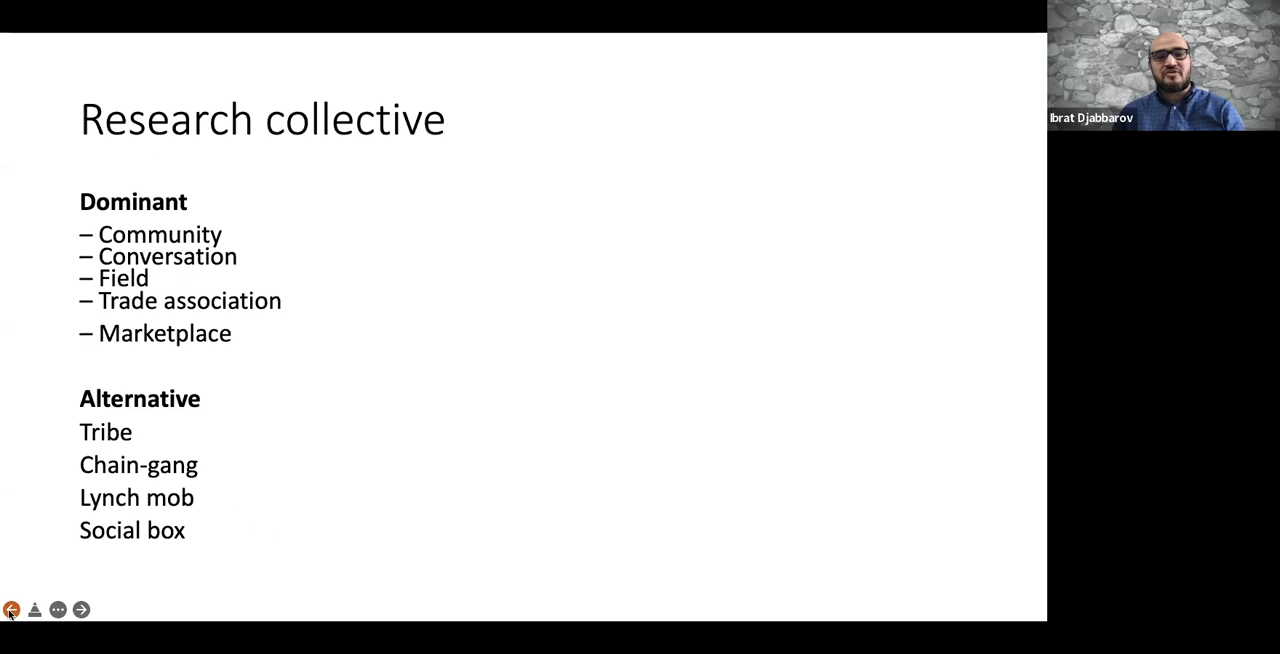 Research collective
Dominant
– Community
– Conversation
– Field
– Trade association
– Marketplace
Alternative
Tribe
Chain-gang
Lynch mob
Social box
Ibrat Djabbarov